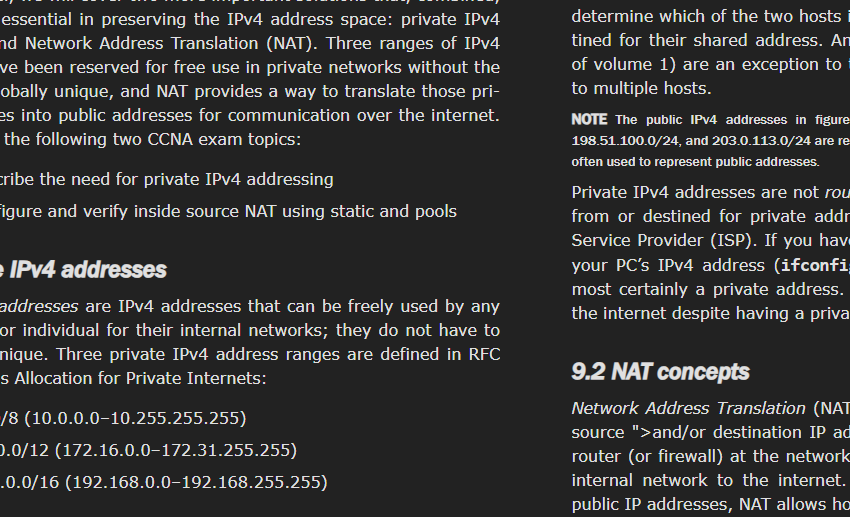 essential in preserving the IPv4 address space: private IPv4
nd Network Address Translation (NAT). Three ranges of IPv4
ve been reserved for free use in private networks without the
obally unique, and NAT provides a way to translate those pri-
es into public addresses for communication over the internet.
the following two CCNA exam topics:
cribe the need for private IPv4 addressing
figure and verify inside source NAT using static and pools
e IPv4 addresses
addresses are IPv4 addresses that can be freely used by any
or individual for their internal networks; they do not have to
nique. Three private IPv4 address ranges are defined in RFC
s Allocation for Private Internets:
/8 (10.0.0.0–10.255.255.255)
0.0/12 (172.16.0.0–172.31.255.255)
.0.0/16 (192.168.0.0–192.168.255.255)
determine which of the two hosts i
tined for their shared address. An
of volume 1) are an exception to t
to multiple hosts.
NOTE The public IPv4 addresses in figure
198.51.100.0/24, and 203.0.113.0/24 are re
often used to represent public addresses.
Private IPv4 addresses are not rou
from or destined for private addr
Service Provider (ISP). If you hav
your PC’s IPv4 address (ifconfig
most certainly a private address.
the internet despite having a priva
9.2 NAT concepts
Network Address Translation (NAT
source ">and/or destination IP ad
router (or firewall) at the network
internal network to the internet.
public IP addresses, NAT allows ho